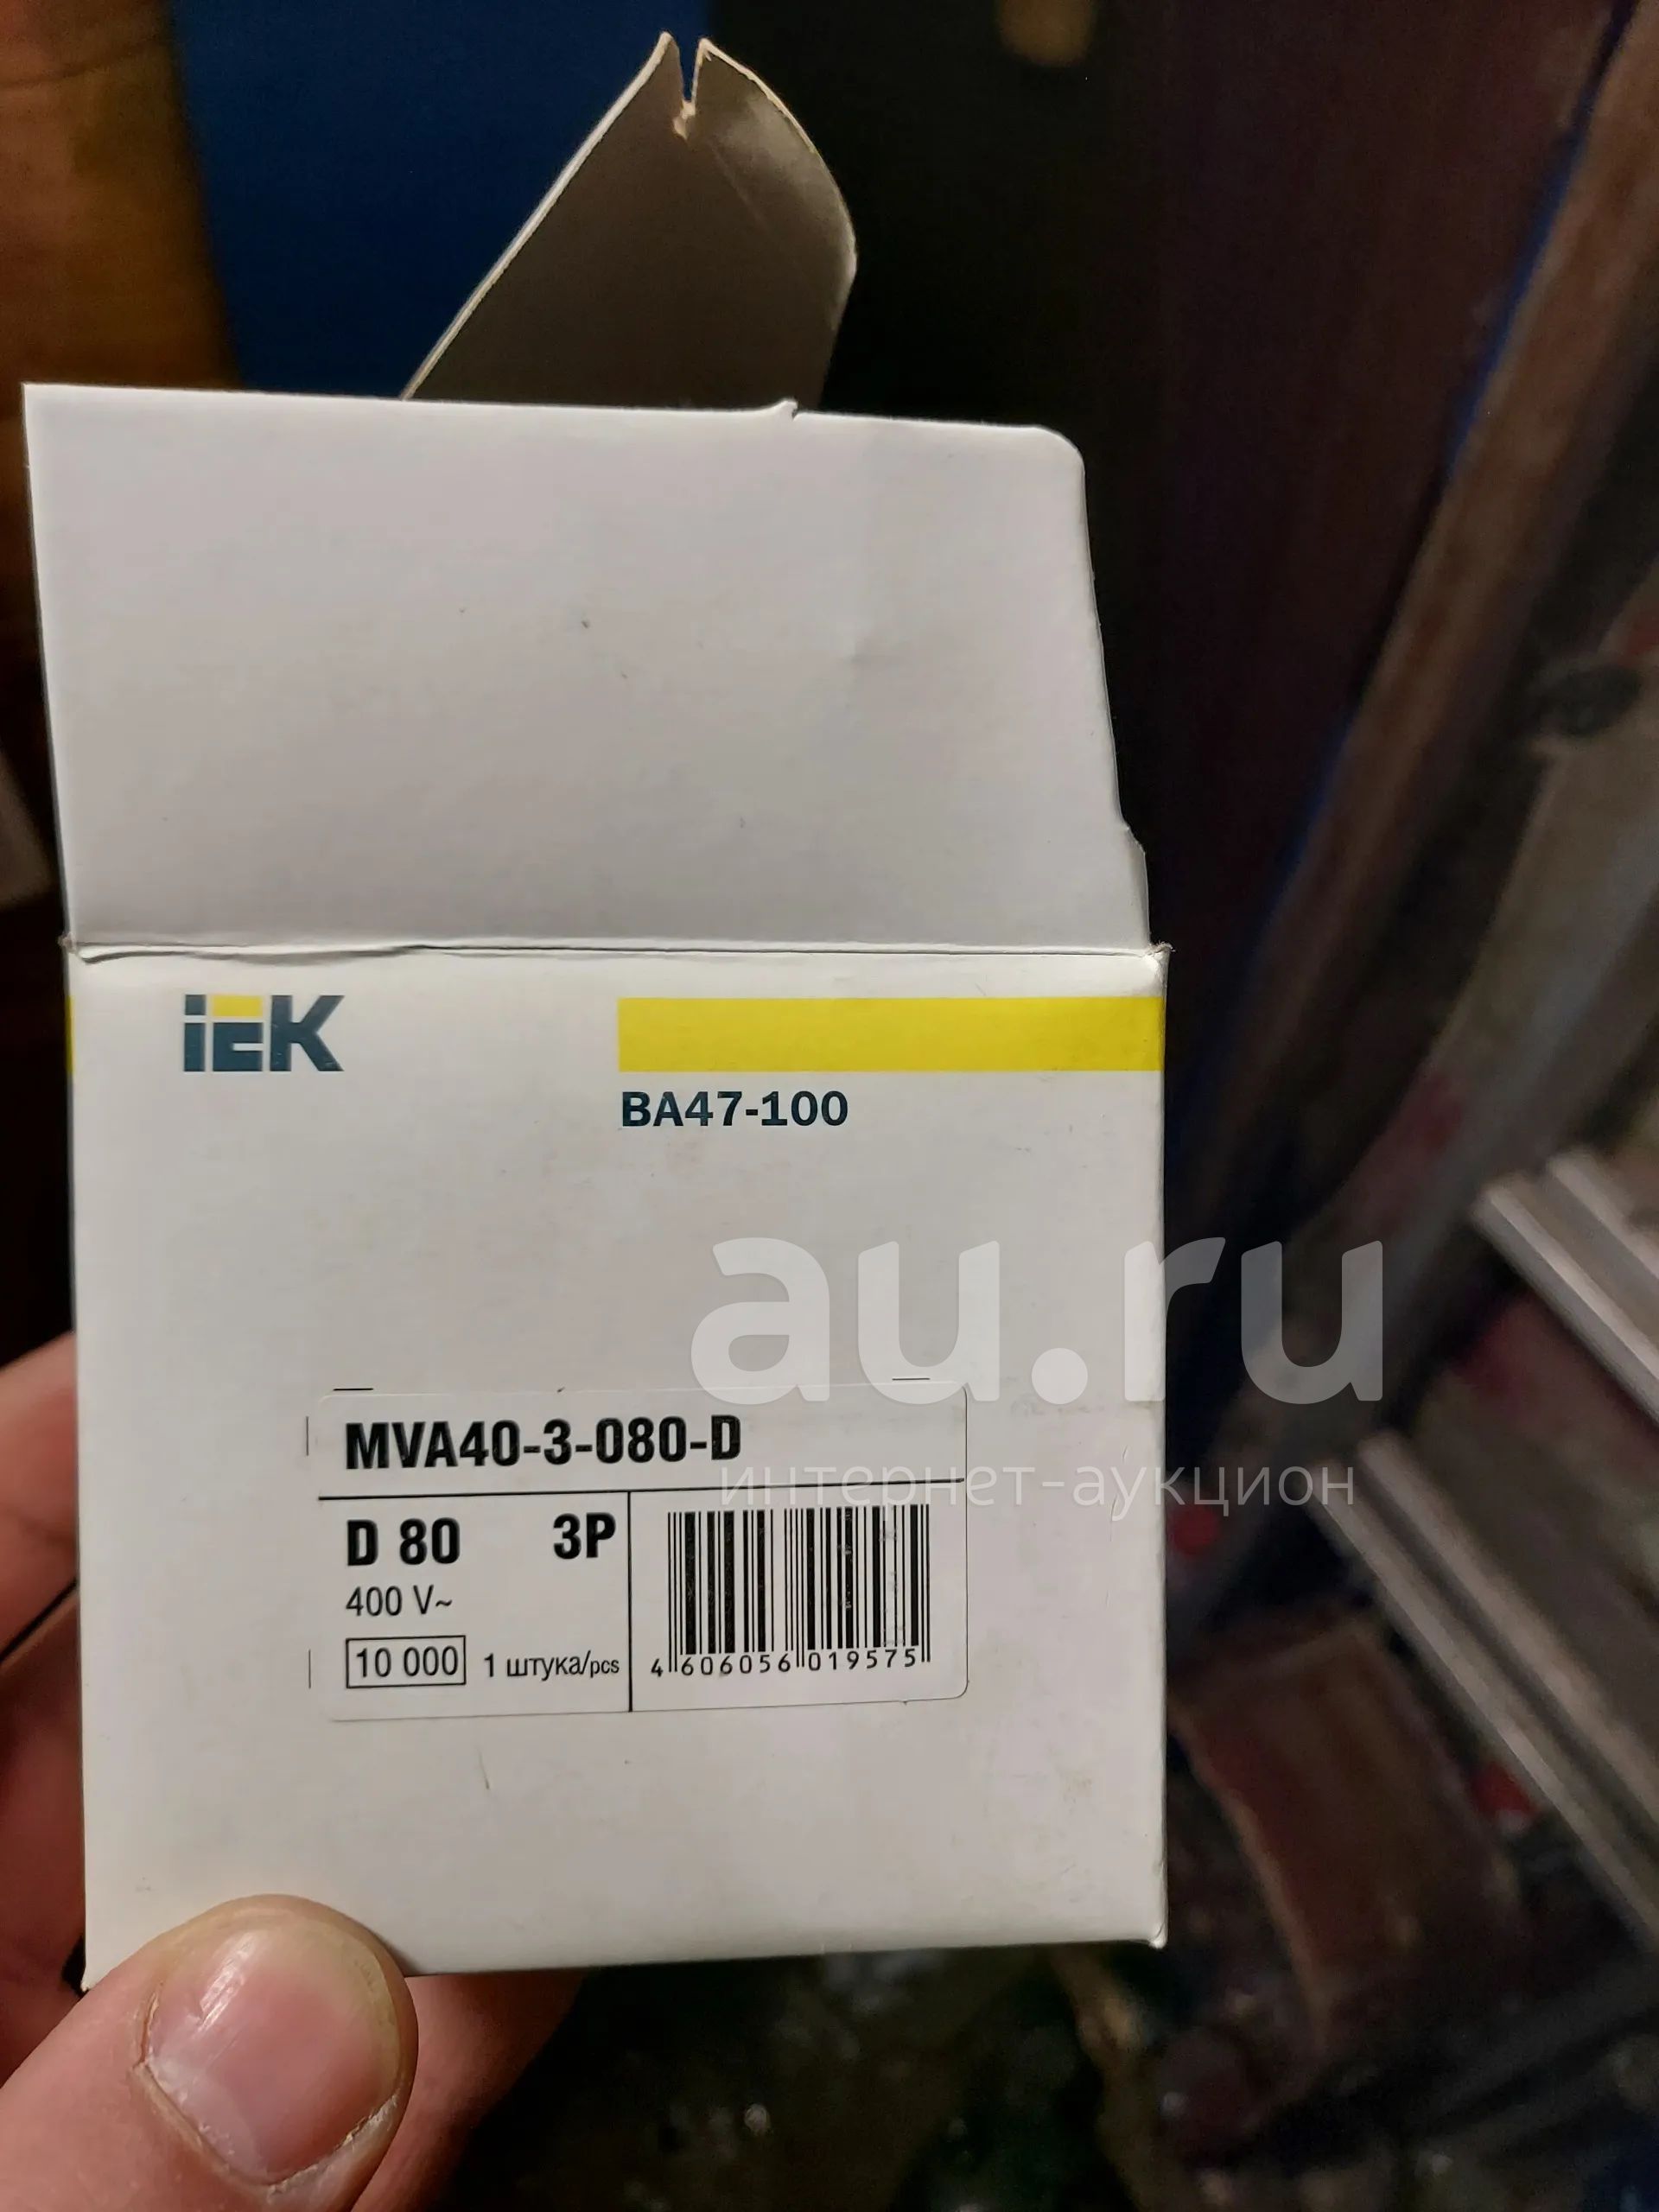 iEK
BA47-100
au.ru
MVA40-3-080-D
интернет-аукцион
D 80 3P
400 V~
10 000 1 штука/pcs
4 606056 019575